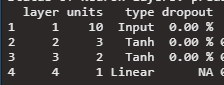 layer units type dropout
1 1 10 Input 0.00 %
2 2 3 Tanh 0.00 %
3 3 2 Tanh 0.00 %
4 4 1 Linear NA